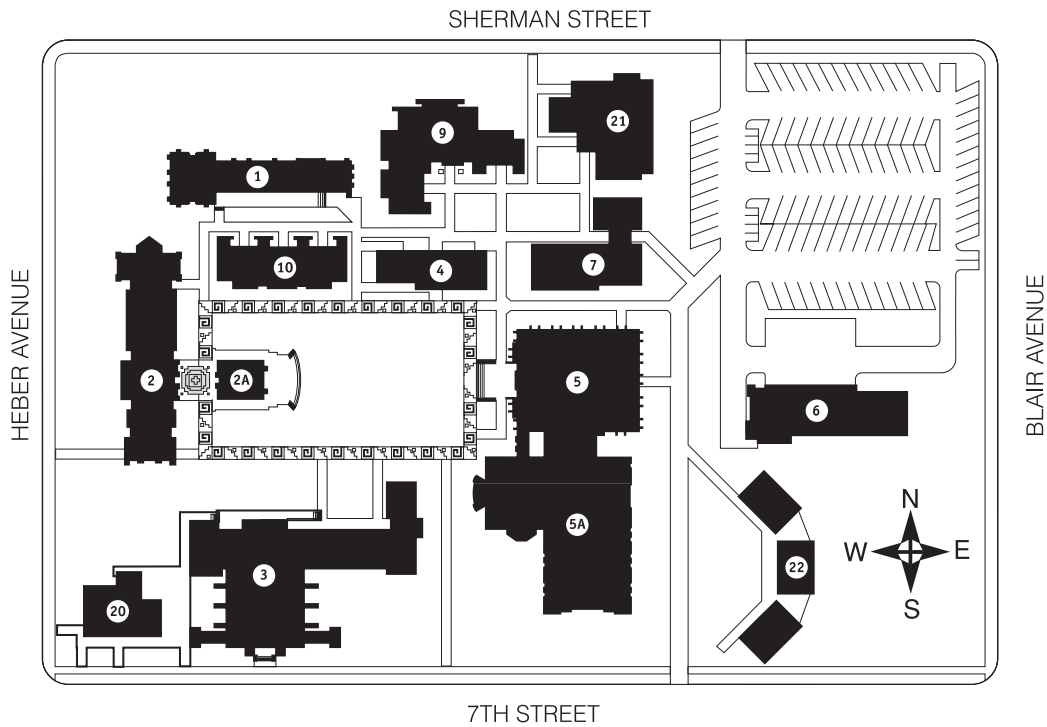 SHERMAN STREET
21
9
1
10
4
7
HEBER AVENUE
2
2A
5
6
BLAIR AVENUE
N
W
E
S
5A
3
22
20
7TH STREET